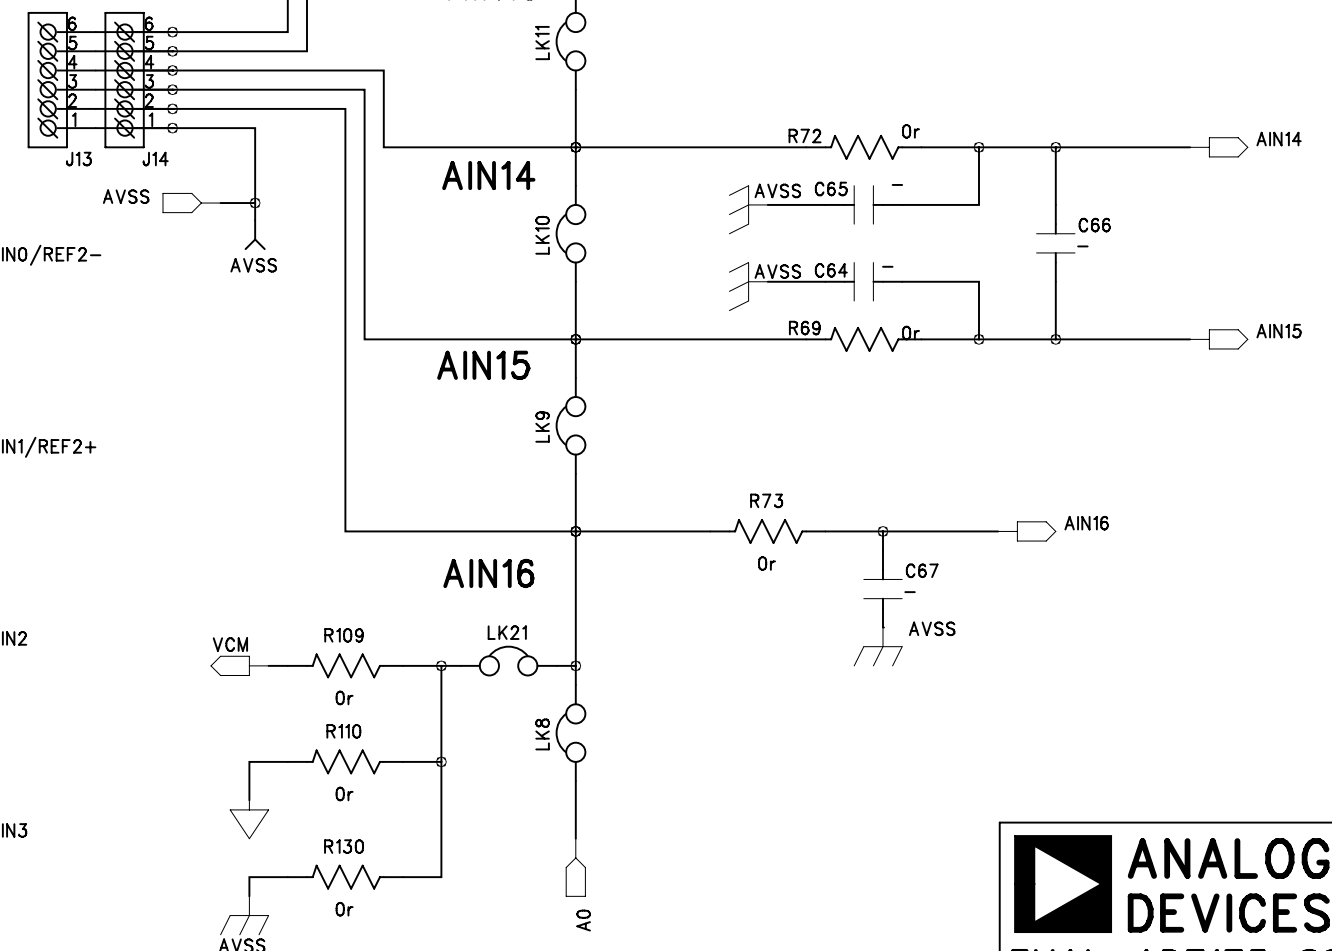 6 6
5 5
4 4
3 3
2 2
1 1
J13 J14
LK11
AVSS
AVSS
IN0/REF2-
AIN14
R72 0r
AIN14
AVSS C65 -
LK10
C66
-
AVSS C64 -
R69 0r
AIN15
AIN15
LK9
IN1/REF2+
R73
0r
AIN16
AIN16
C67
-
AVSS
IN2
VCM
R109
0r
LK21
R110
0r
LK8
IN3
R130
0r
AVSS
A0
ANALOG
DEVICES